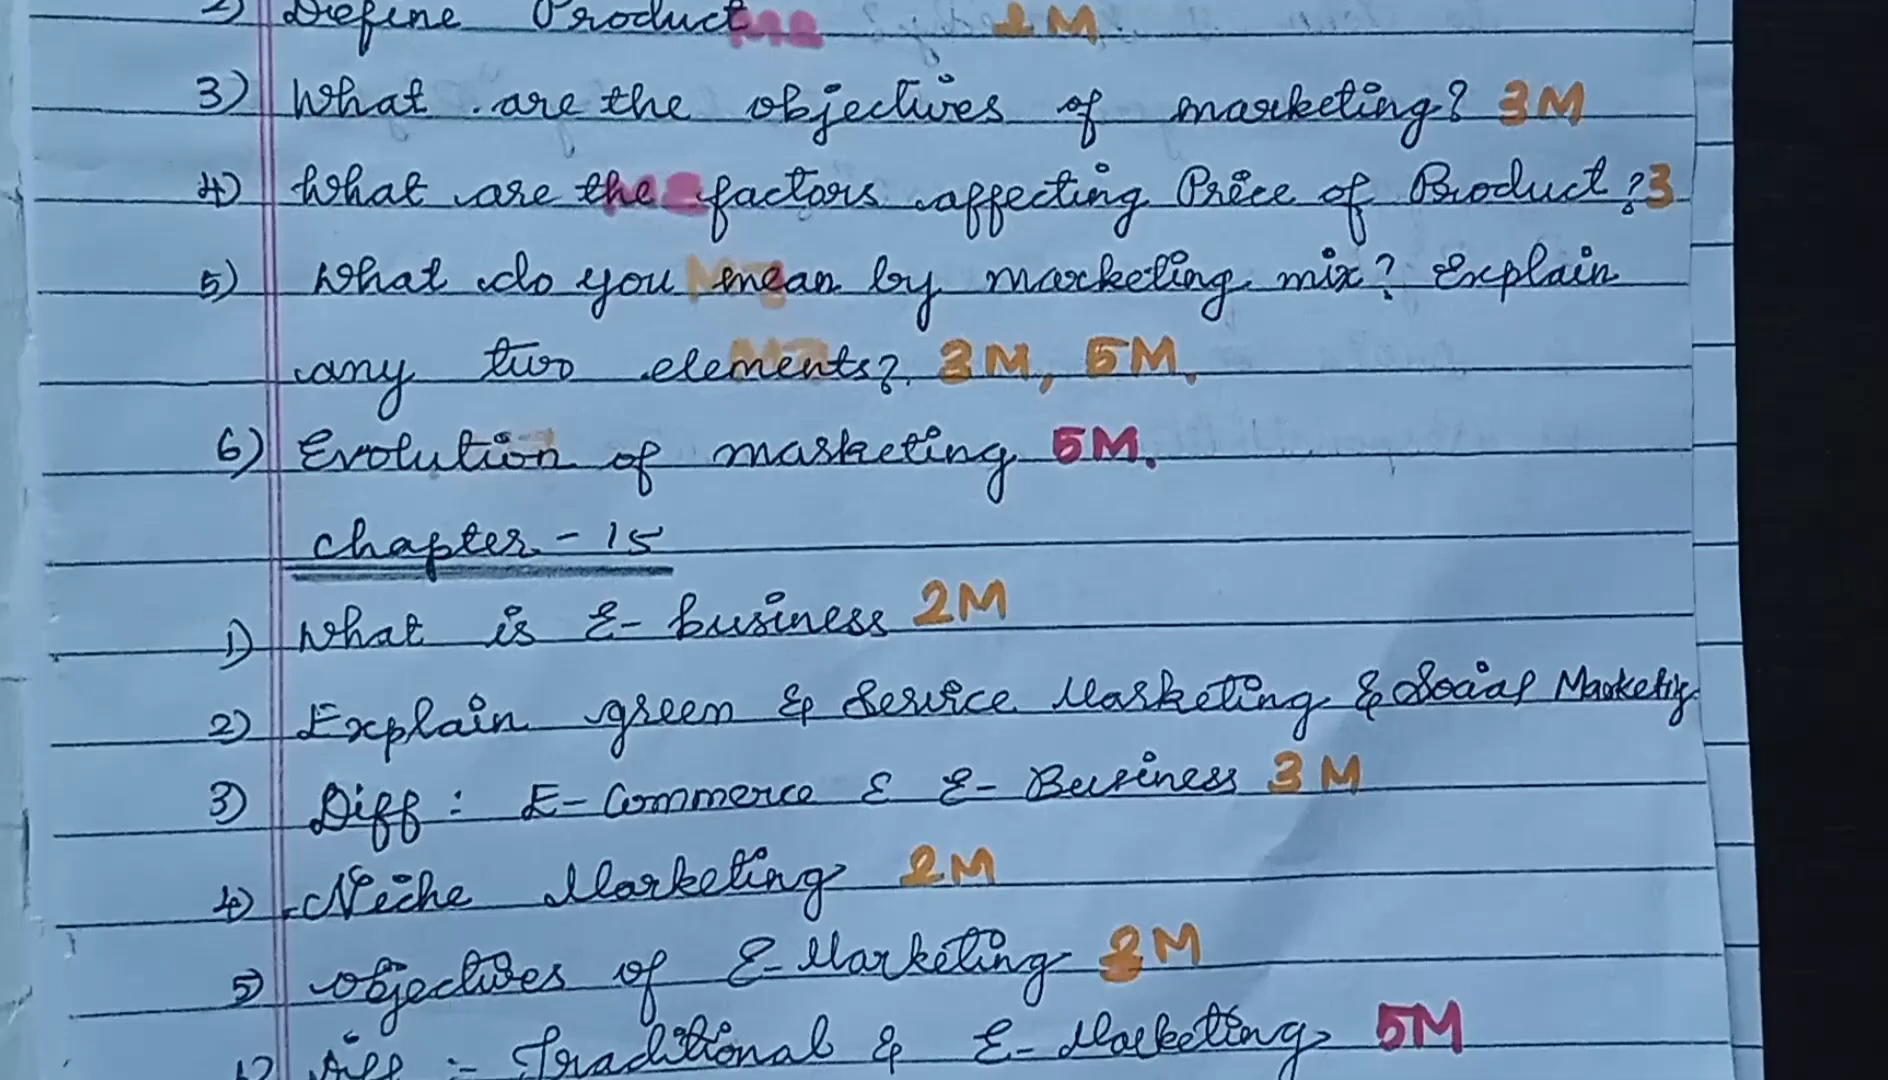 2) Define Product 2M
3) What are the objectives of marketing? 3M
4) What are the factors affecting Price of Product? 3
5) What do you mean by marketing mix? Explain
any two elements? 3M, 5M.
6) Evolution of marketing 5M.
Chapter - 15
1) What is E- business 2M
2) Explain green & Service Marketing & Social Marketing
3) Diff : E- Commerce & E- Business 3M
4) Niche Marketing 2M
5) Objectives of E- Marketing 2M
Diff :- Traditional & E- Marketing 5M